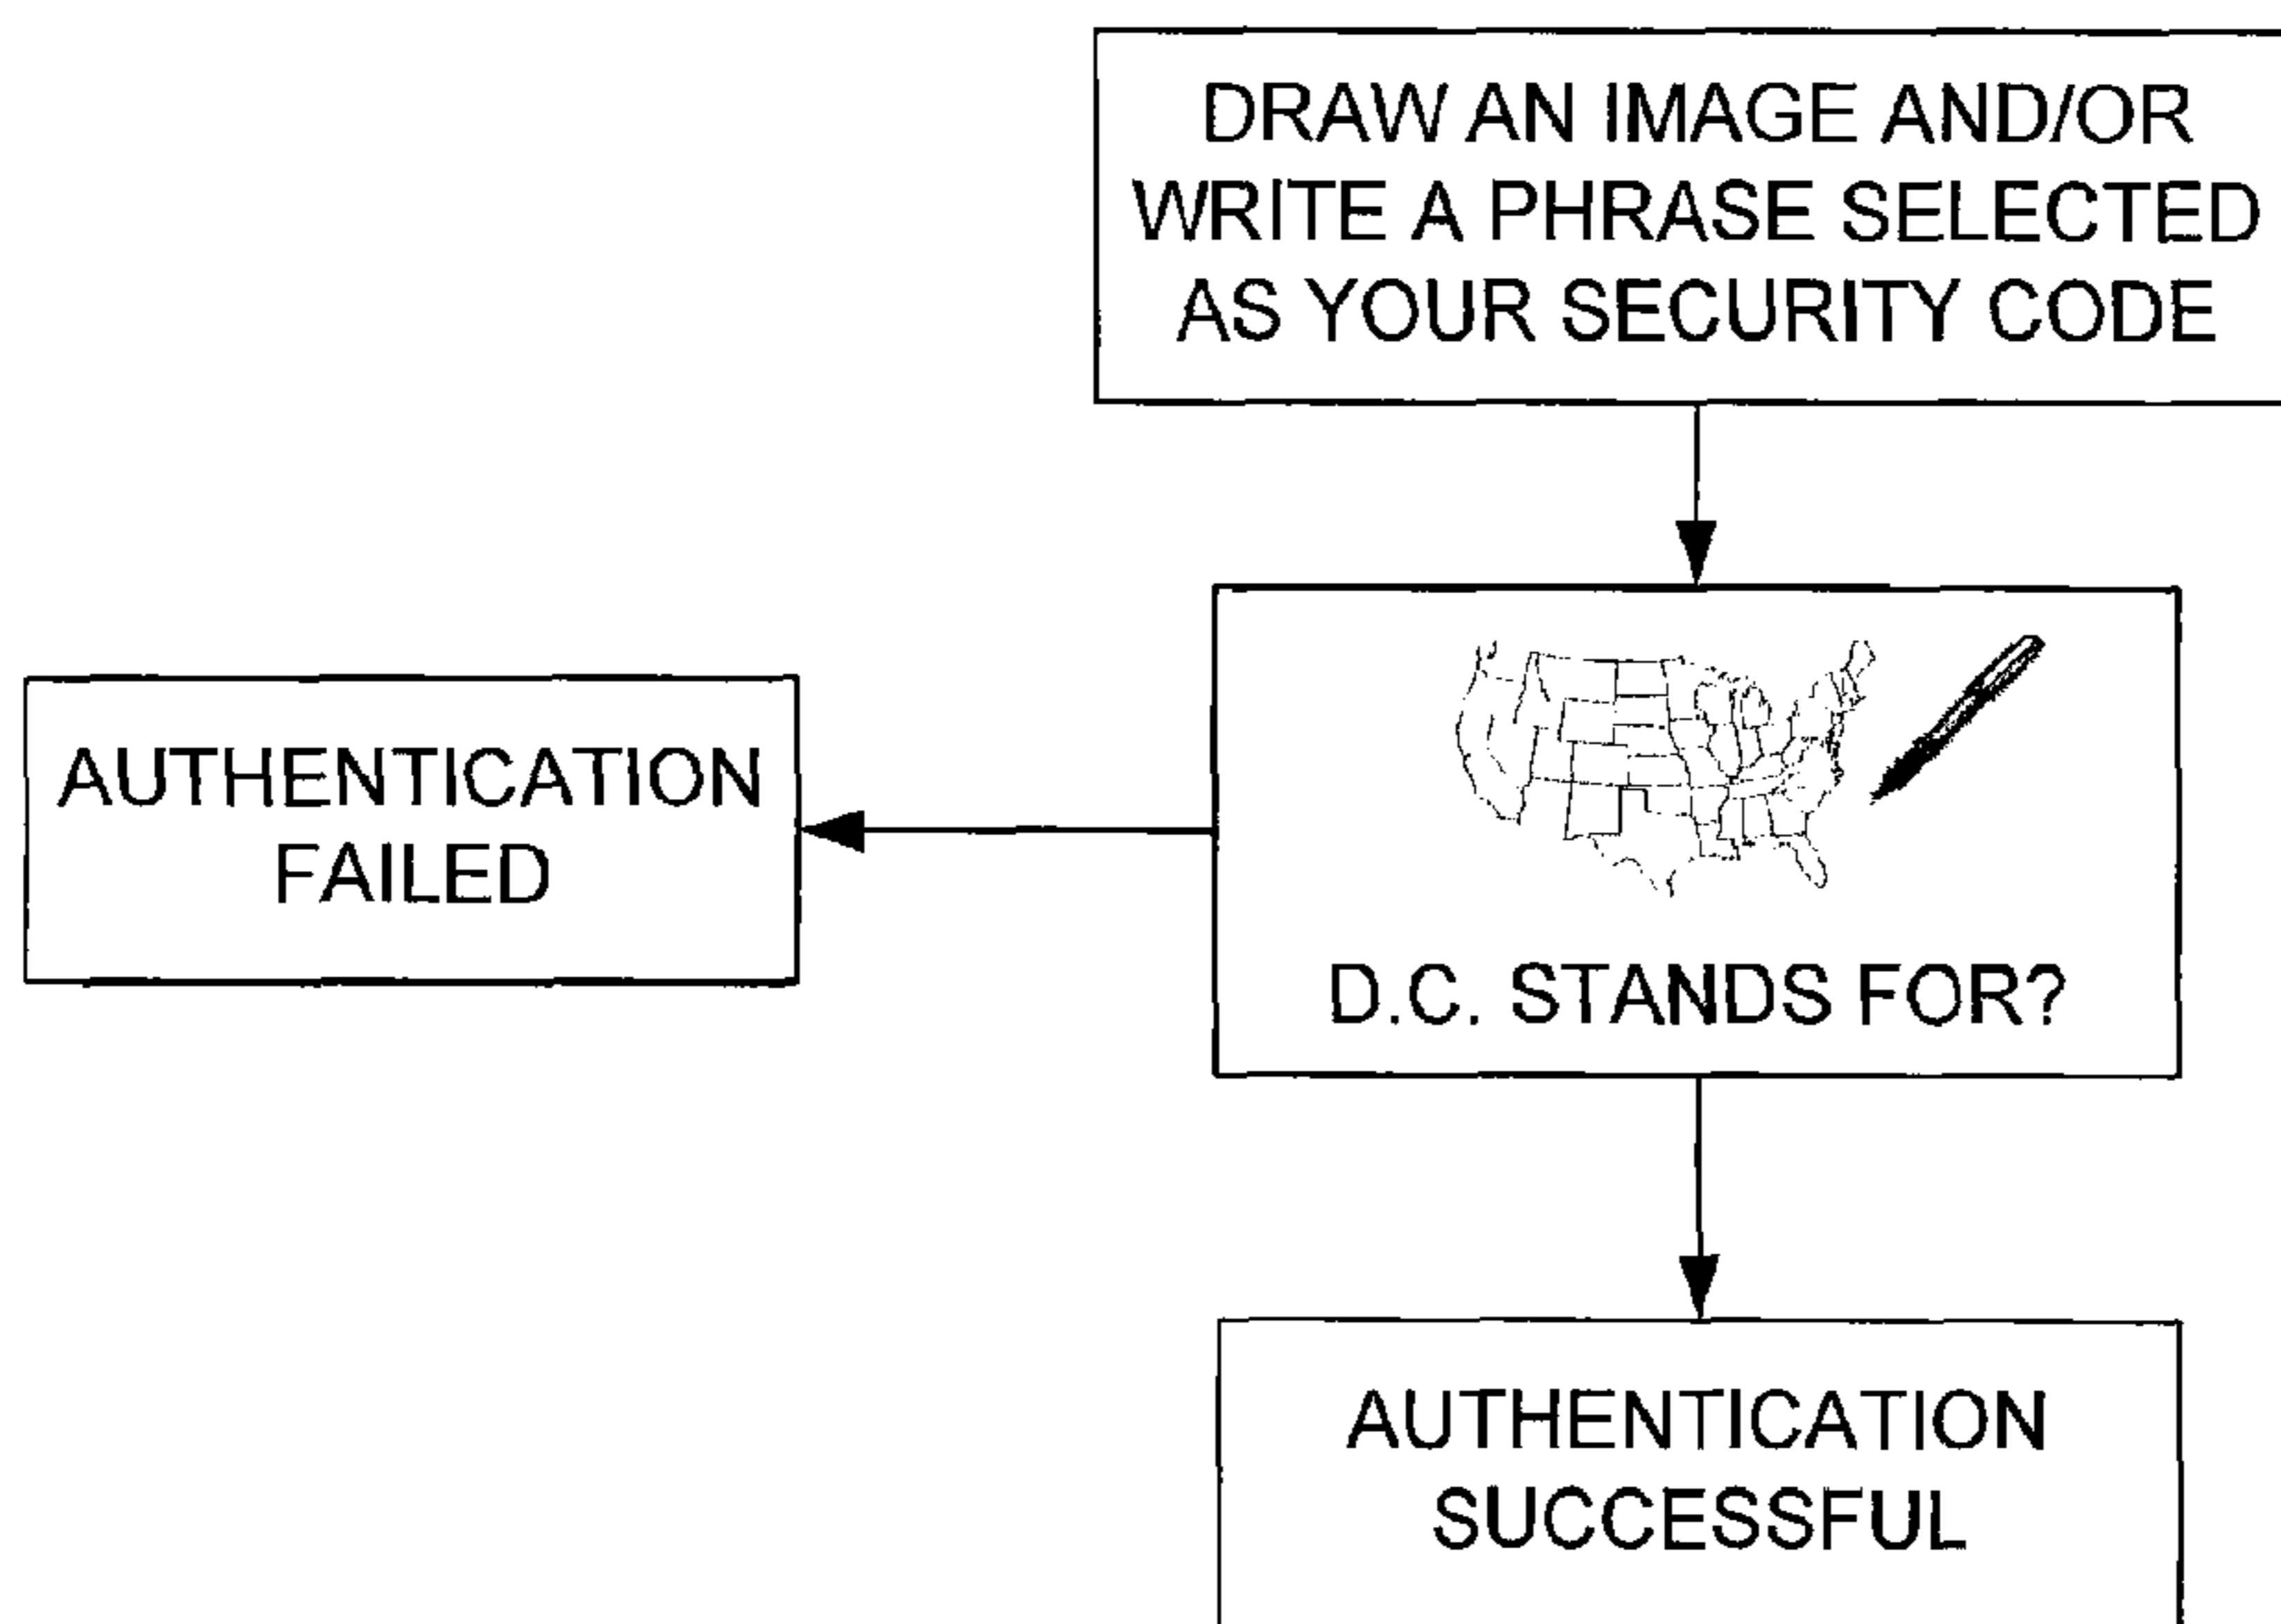 DRAW AN IMAGE AND/OR
WRITE A PHRASE SELECTED
AS YOUR SECURITY CODE
AUTHENTICATION
FAILED
D.C. STANDS FOR?
AUTHENTICATION
SUCCESSFUL